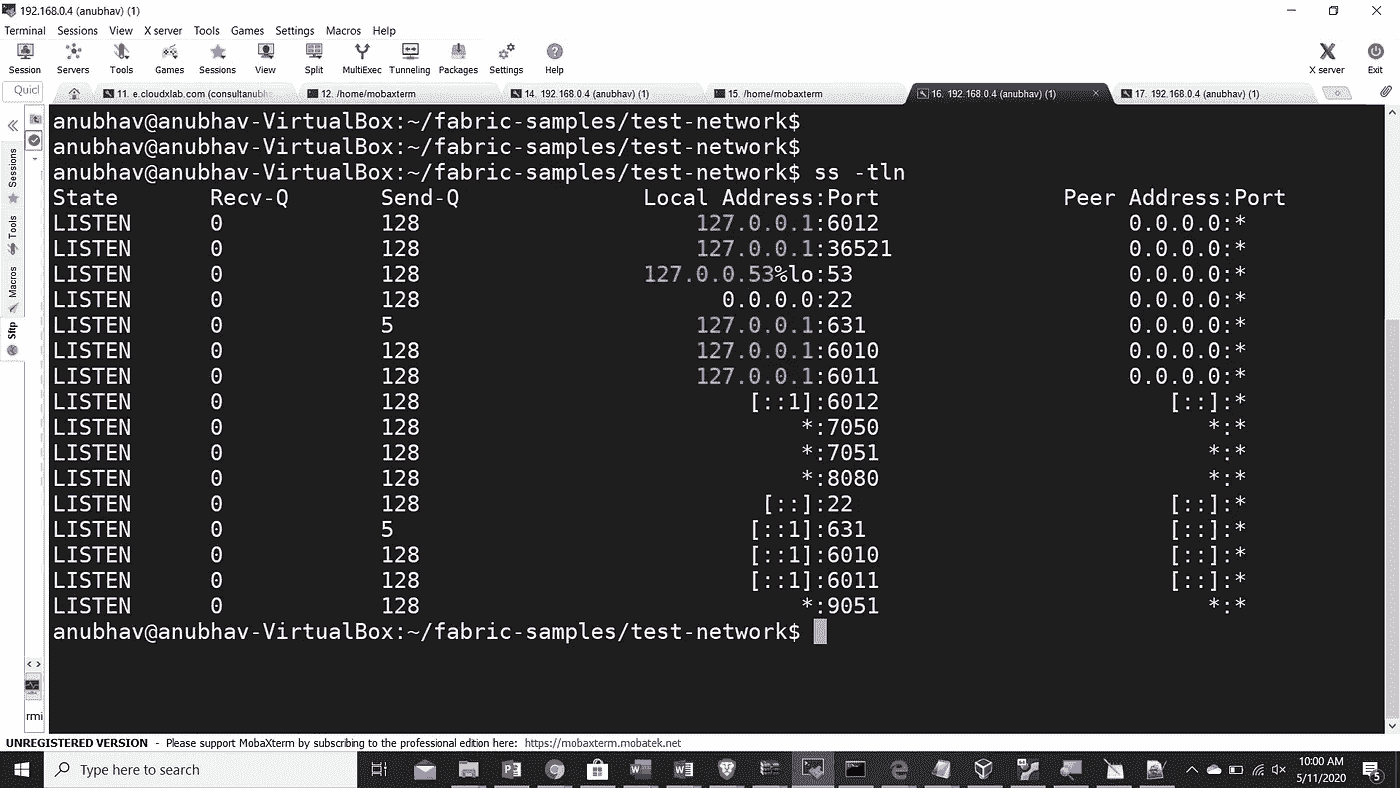 192.168.0.4 (anubhav) (1)
Terminal Sessions View X server Tools Games Settings Macros Help
Session Servers Tools Games Sessions View Split MultiExec Tunneling Packages Settings Help X server Exit
Quicl 11. e.cloudxlab.com (consultanubh 12. /home/mobaxterm 14. 192.168.0.4 (anubhav) (1) 15. /home/mobaxterm 16. 192.168.0.4 (anubhav) (1) 17. 192.168.0.4 (anubhav) (1)
Sessions
Tools
Macros
Sftp
anubhav@anubhav-VirtualBox:~/fabric-samples/test-network$
anubhav@anubhav-VirtualBox:~/fabric-samples/test-network$
anubhav@anubhav-VirtualBox:~/fabric-samples/test-network$ ss -tln
State Recv-Q Send-Q Local Address:Port Peer Address:Port
LISTEN 0 128 127.0.0.1:6012 0.0.0.0:*
LISTEN 0 128 127.0.0.1:36521 0.0.0.0:*
LISTEN 0 128 127.0.0.53%lo:53 0.0.0.0:*
LISTEN 0 128 0.0.0.0:22 0.0.0.0:*
LISTEN 0 5 127.0.0.1:631 0.0.0.0:*
LISTEN 0 128 127.0.0.1:6010 0.0.0.0:*
LISTEN 0 128 127.0.0.1:6011 0.0.0.0:*
LISTEN 0 128 [::1]:6012 [::]:*
LISTEN 0 128 *:7050 *:*
LISTEN 0 128 *:7051 *:*
LISTEN 0 128 *:8080 *:*
LISTEN 0 128 [::]:22 [::]:*
LISTEN 0 5 [::1]:631 [::]:*
LISTEN 0 128 [::1]:6010 [::]:*
LISTEN 0 128 [::1]:6011 [::]:*
LISTEN 0 128 *:9051 *:*
anubhav@anubhav-VirtualBox:~/fabric-samples/test-network$
rmi
UNREGISTERED VERSION - Please support MobaXterm by subscribing to the professional edition here: https://mobaxterm.mobatek.net
Type here to search
10:00 AM
5/11/2020
5